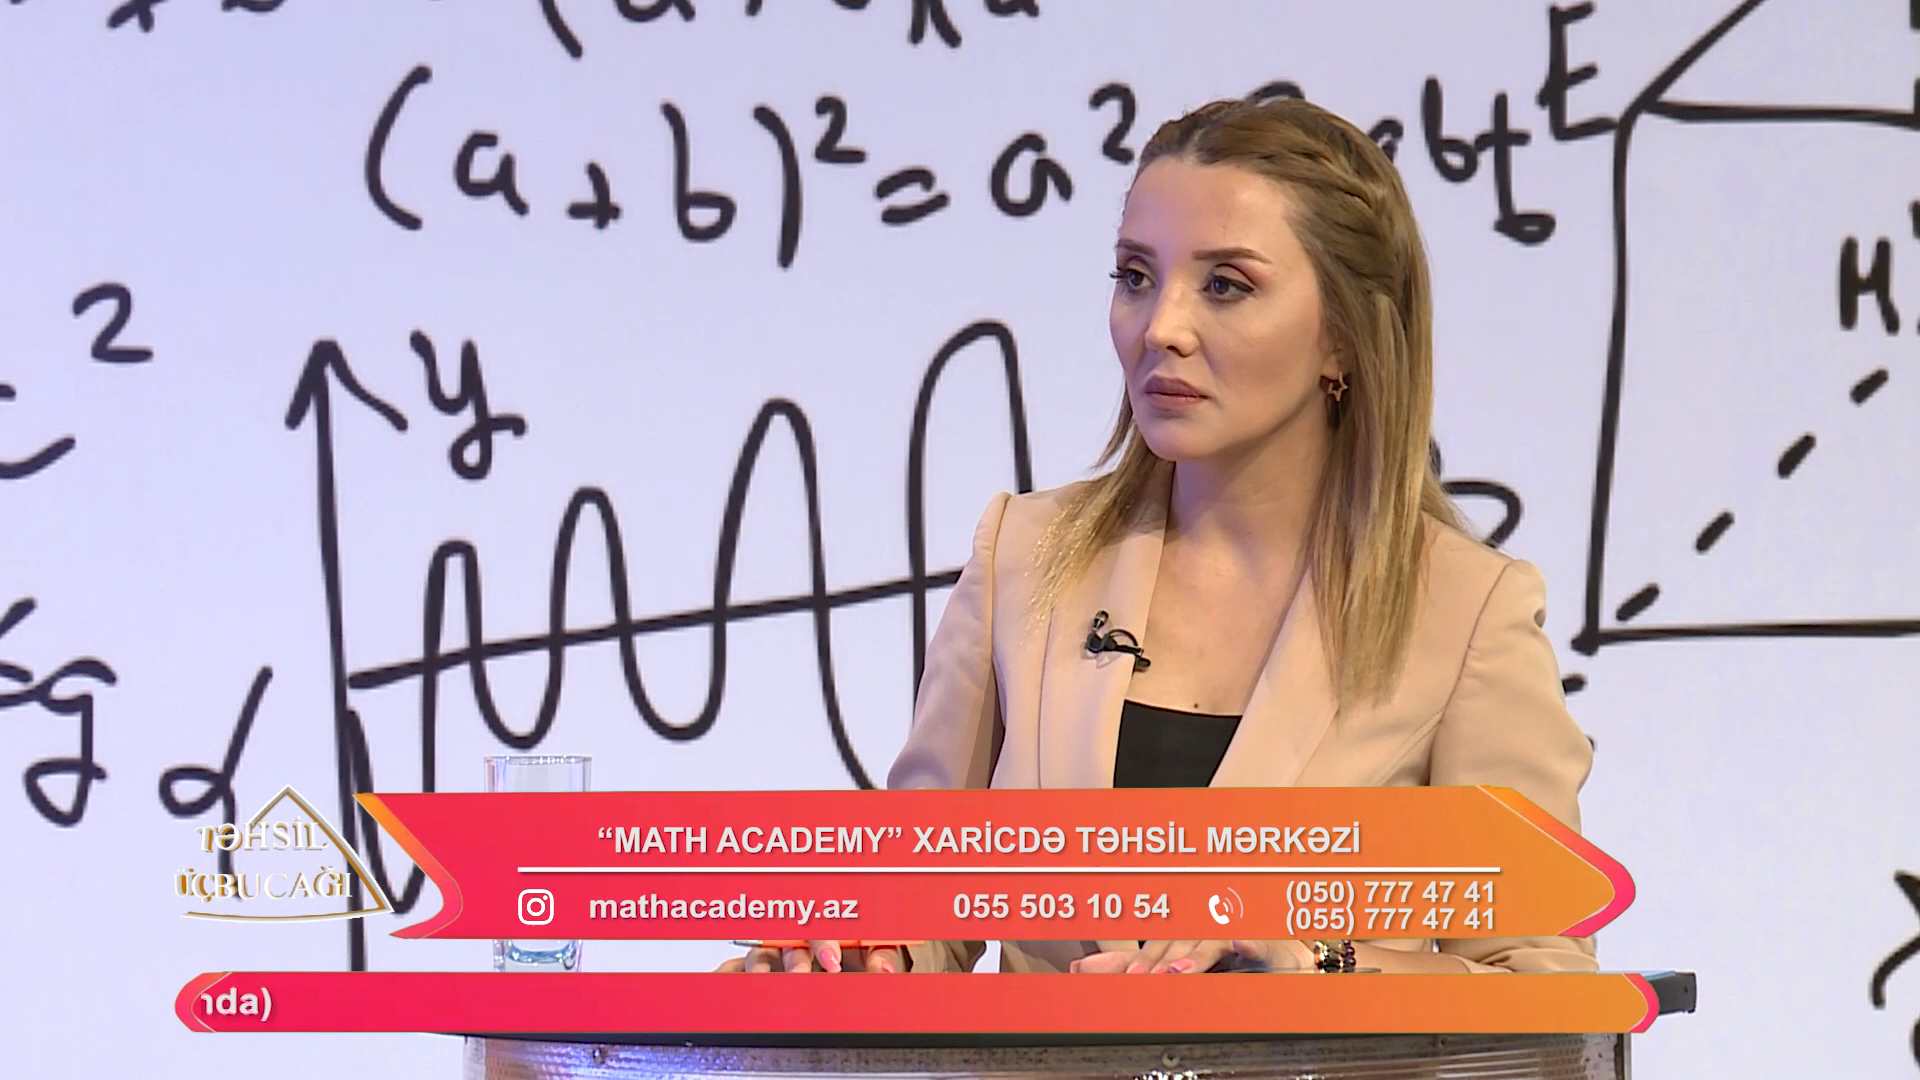 (a+b)²=a²
y
E
H
2
α
TƏHSİL
ÜÇBUCAĞI
“MATH ACADEMY” XARİCDƏ TƏHSİL MƏRKƏZİ
mathacademy.az 055 503 10 54 (050) 777 47 41
(055) 777 47 41